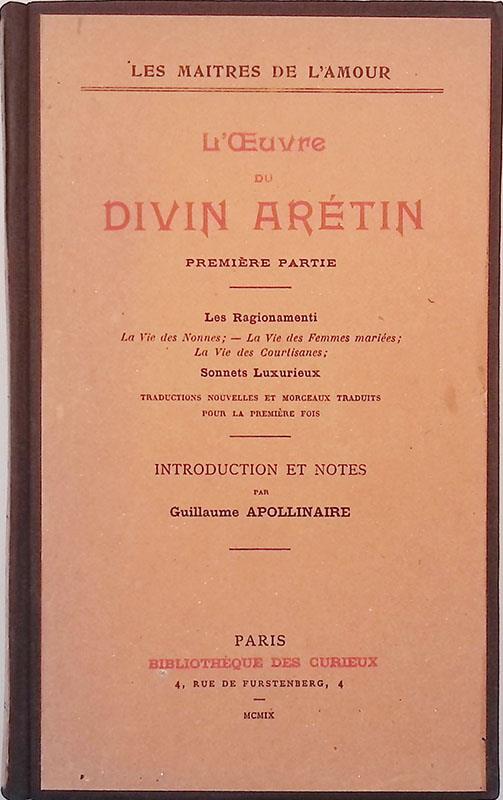 LES MAITRES DE L'AMOUR
L'Œuvre
DU
DIVIN ARÉTIN
PREMIÈRE PARTIE
Les Ragionamenti
La Vie des Nonnes; — La Vie des Femmes mariées;
La Vie des Courtisanes;
Sonnets Luxurieux
TRADUCTIONS NOUVELLES ET MORCEAUX TRADUITS
POUR LA PREMIÈRE FOIS
INTRODUCTION ET NOTES
PAR
Guillaume APOLLINAIRE
PARIS
BIBLIOTHÈQUE DES CURIEUX
4, RUE DE FURSTENBERG, 4
MCMIX